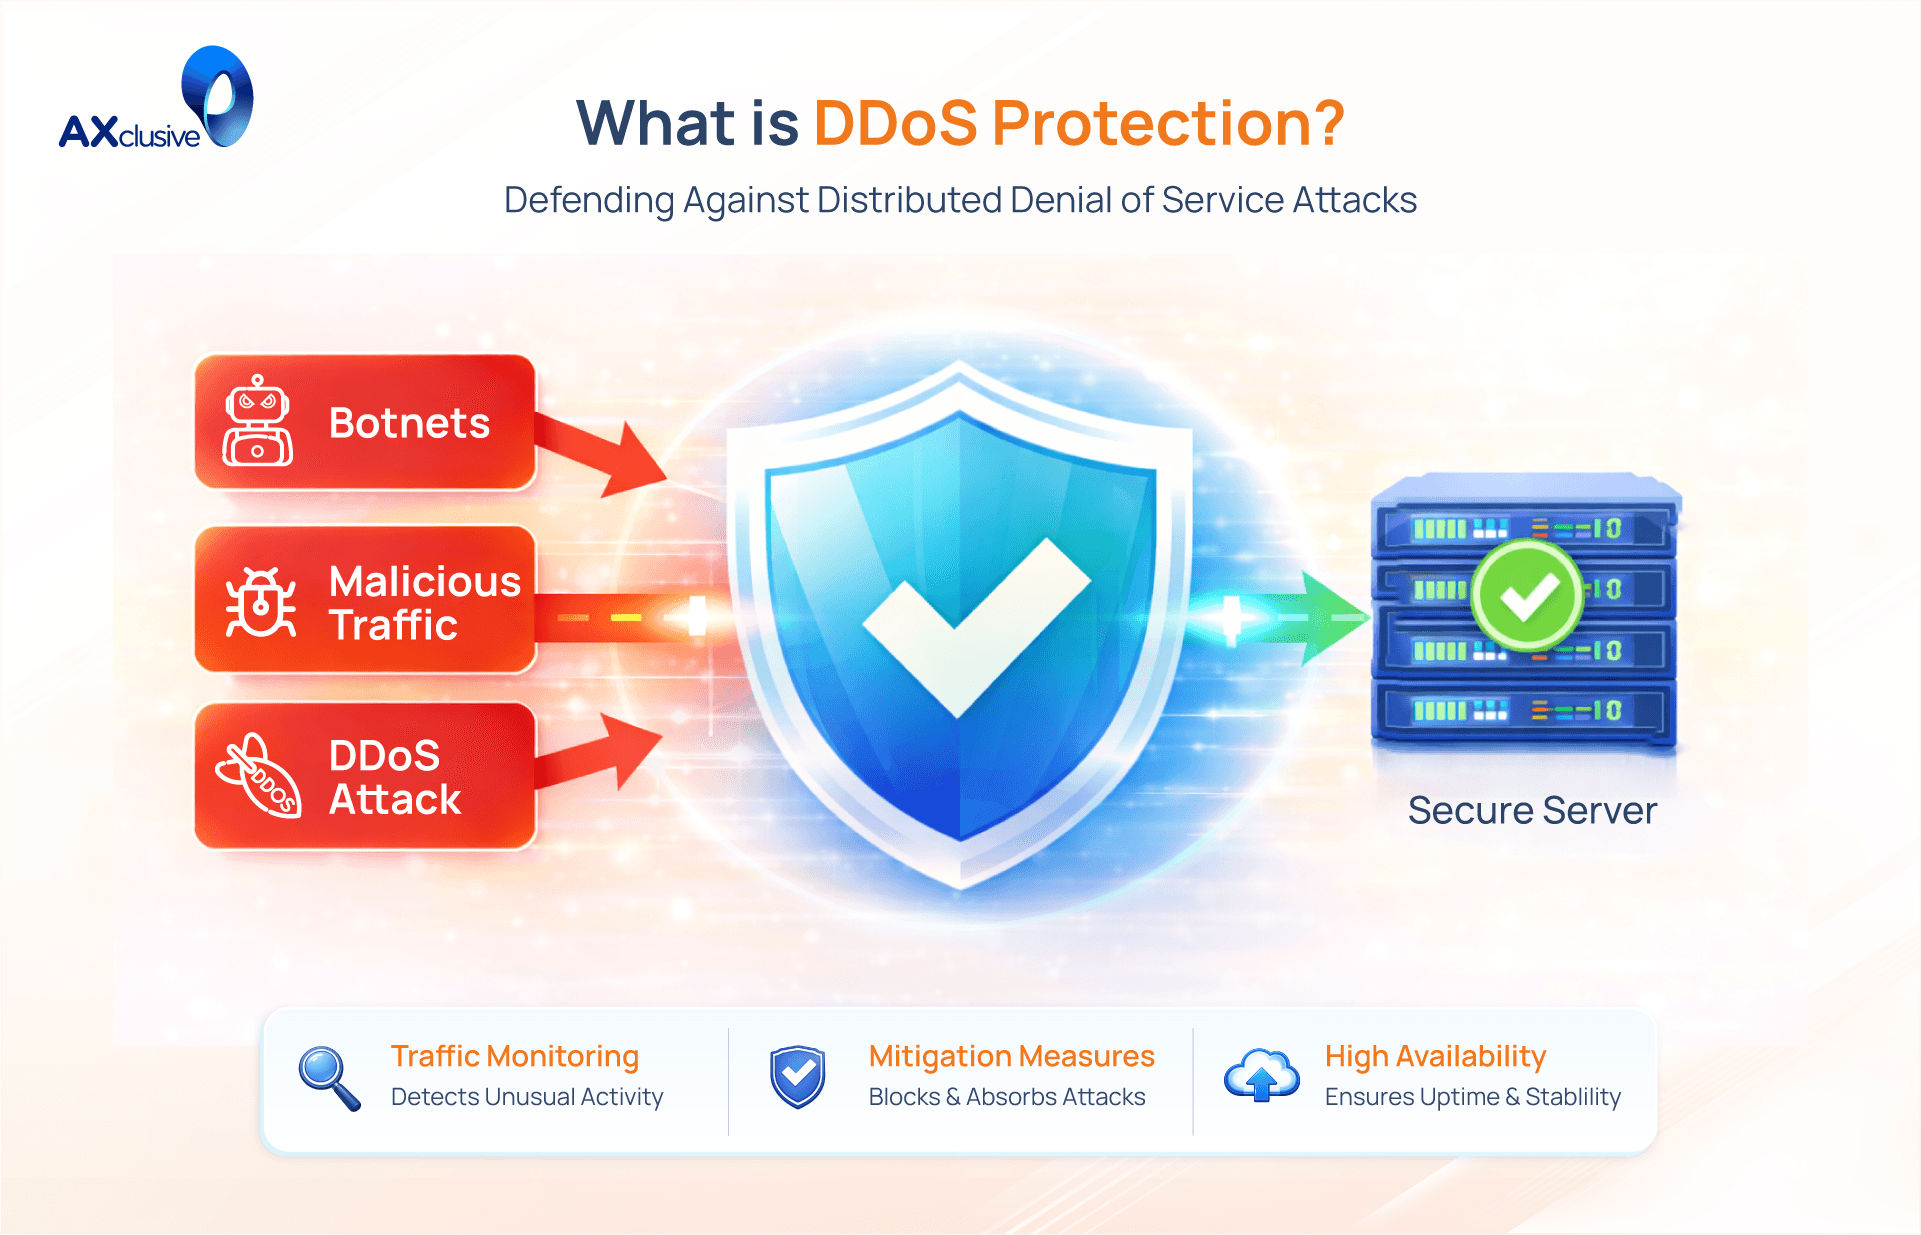 AXclusive
What is DDoS Protection?
Defending Against Distributed Denial of Service Attacks
Botnets
Malicious
Traffic
DDOS
DDoS
Attack
Secure Server
Traffic Monitoring
Detects Unusual Activity
Mitigation Measures
Blocks & Absorbs Attacks
High Availability
Ensures Uptime & Stablility